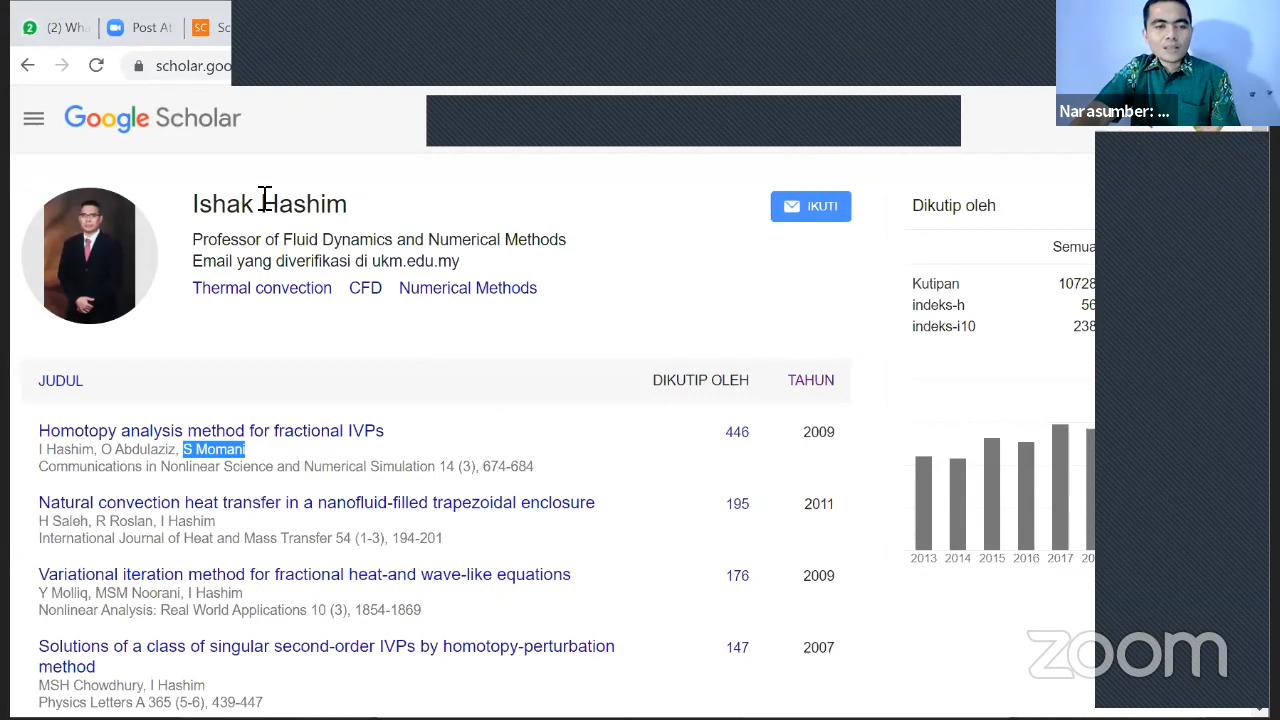 2 (2) Wha Post At SC Sc
scholar.goo
Narasumber: ...
Google Scholar
Ishak Hashim
IKUTI
Professor of Fluid Dynamics and Numerical Methods
Email yang diverifikasi di ukm.edu.my
Thermal convection CFD Numerical Methods
Dikutip oleh
Semua
Kutipan 10728
indeks-h 56
indeks-i10 238
JUDUL DIKUTIP OLEH TAHUN
Homotopy analysis method for fractional IVPs 446 2009
I Hashim, O Abdulaziz, S Momani
Communications in Nonlinear Science and Numerical Simulation 14 (3), 674-684
Natural convection heat transfer in a nanofluid-filled trapezoidal enclosure 195 2011
H Saleh, R Roslan, I Hashim
International Journal of Heat and Mass Transfer 54 (1-3), 194-201
Variational iteration method for fractional heat-and wave-like equations 176 2009
Y Molliq, MSM Noorani, I Hashim
Nonlinear Analysis: Real World Applications 10 (3), 1854-1869
Solutions of a class of singular second-order IVPs by homotopy-perturbation 147 2007
method
MSH Chowdhury, I Hashim
Physics Letters A 365 (5-6), 439-447
2013 2014 2015 2016 2017 20
zoom